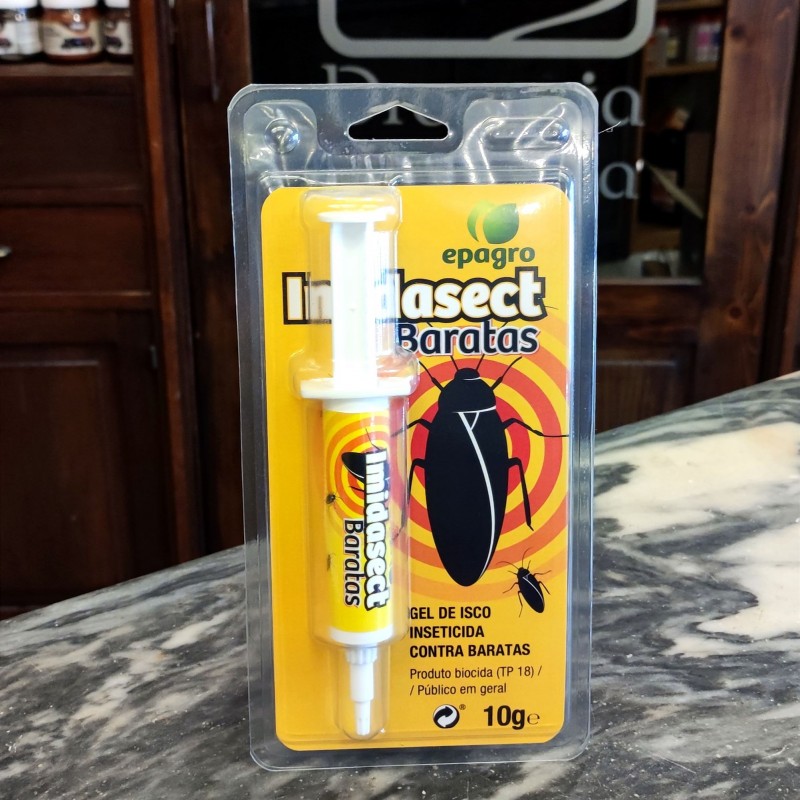 epagro
Imidasect
Baratas
Imidasect
Baratas
GEL DE ISCO
INSETICIDA
CONTRA BARATAS
Produto biocida (TP 18) /
/ Público em geral
® 10g℮